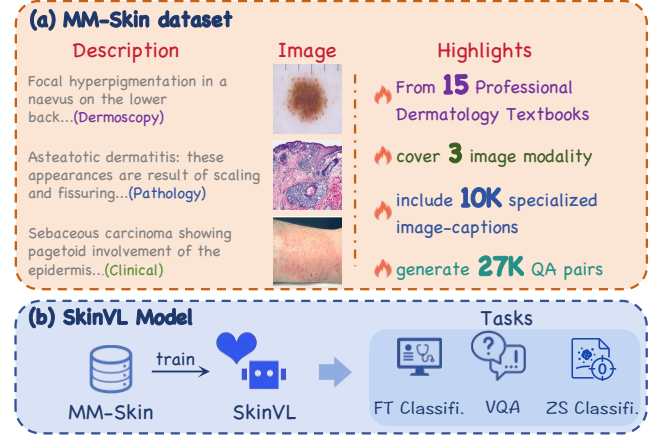 (a) MM-Skin dataset
Description
Image
Highlights
Focal hyperpigmentation in a
naevus on the lower
back...(Dermoscopy)
Asteatotic dermatitis: these
appearances are result of scaling
and fissuring...(Pathology)
Sebaceous carcinoma showing
pagetoid involvement of the
epidermis...(Clinical)
From 15 Professional
Dermatology Textbooks
cover 3 image modality
include 10K specialized
image-captions
generate 27K QA pairs
(b) SkinVL Model
Tasks
train
MM-Skin
SkinVL
FT Classifi.
VQA
ZS Classifi.